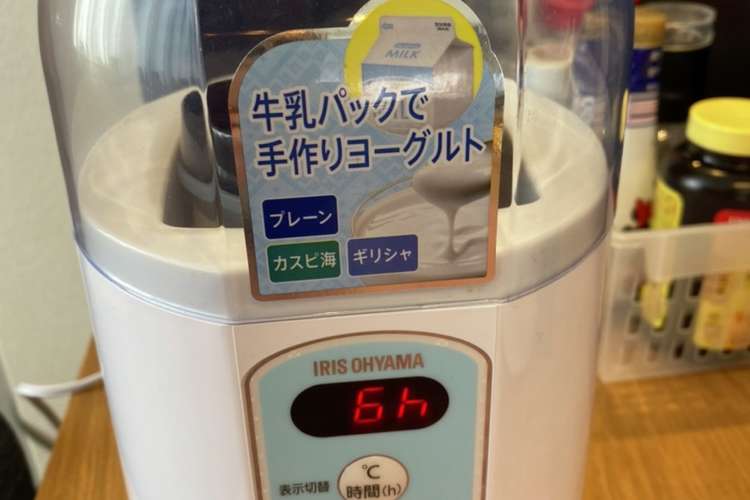 MILK
牛乳パックで
手作りヨーグルト
プレーン
カスピ海
ギリシャ
IRIS OHYAMA
6h
表示切替
℃
時間(h)